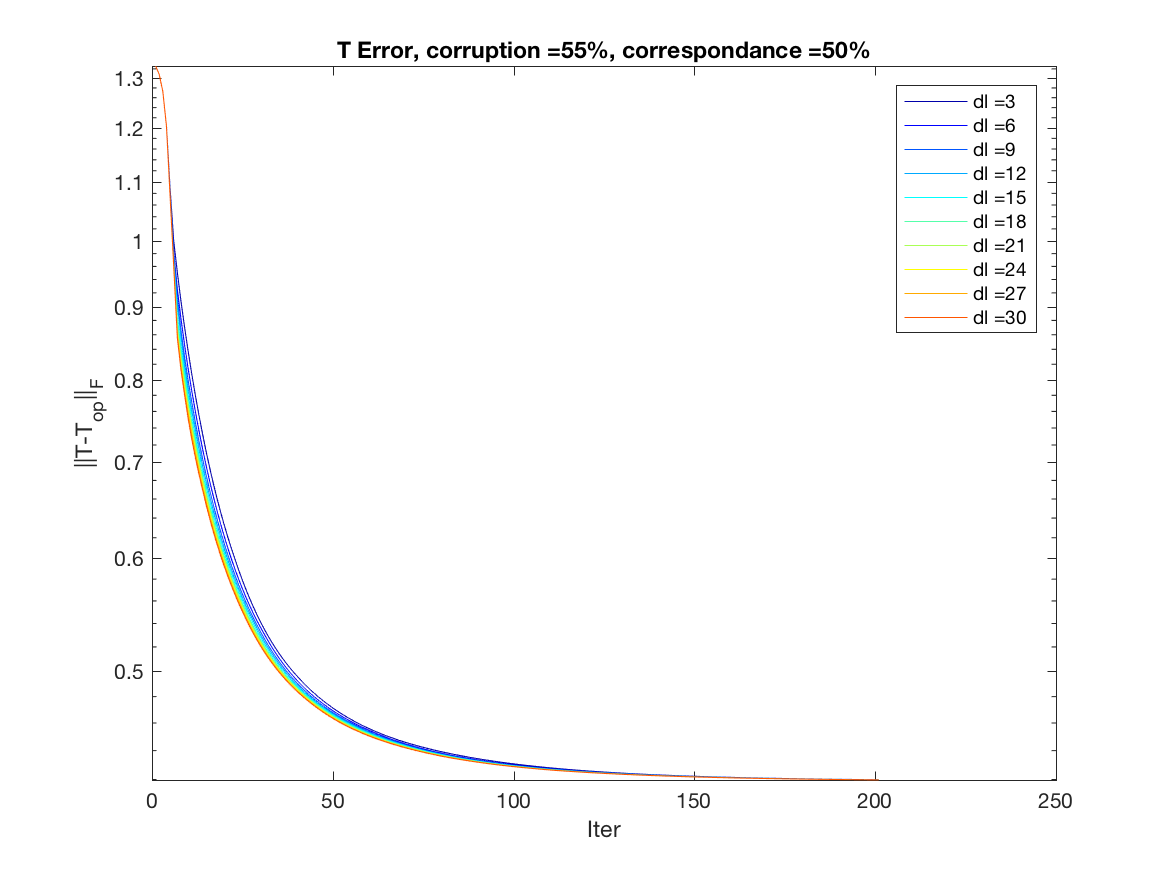 T Error, corruption =55%, correspondance =50%
1.3
1.2
1.1
1
0.9
0.8
0.7
0.6
0.5
||T-Top||F
0 50 100 150 200 250
Iter
dl =3
dl =6
dl =9
dl =12
dl =15
dl =18
dl =21
dl =24
dl =27
dl =30